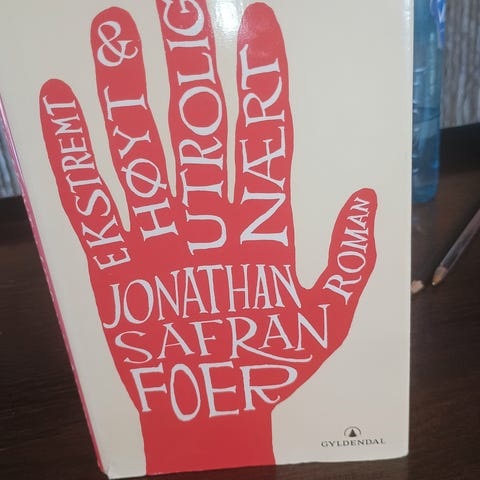 EKSTREMT
HØYT &
UTROLIG
NÆRT
ROMAN
JONATHAN
SAFRAN
FOER
GYLDENDAL